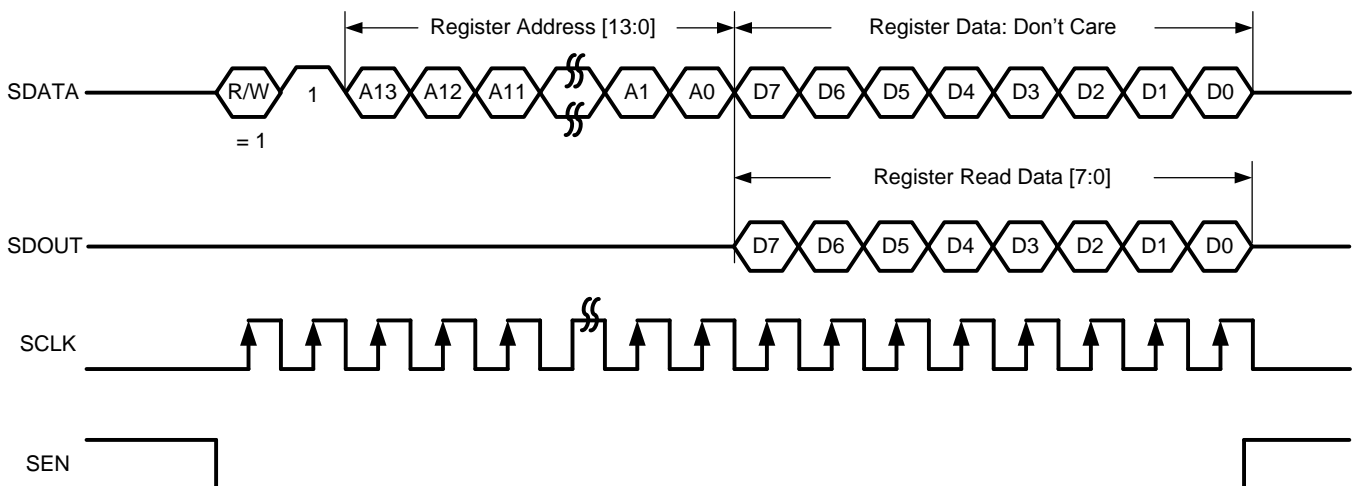 Register Address [13:0] Register Data: Don't Care
SDATA R/W 1 A13 A12 A11 A1 A0 D7 D6 D5 D4 D3 D2 D1 D0
= 1
Register Read Data [7:0]
SDOUT D7 D6 D5 D4 D3 D2 D1 D0
SCLK
SEN